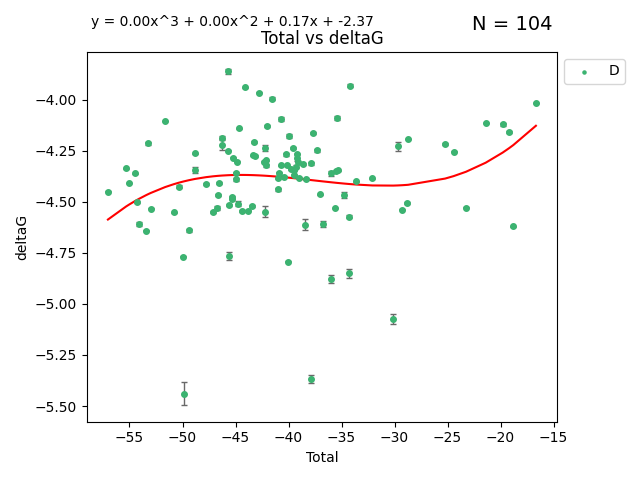 y = 0.00x^3 + 0.00x^2 + 0.17x + -2.37
N = 104
Total vs deltaG
D
−4.00
−4.25
−4.50
−4.75
−5.00
−5.25
−5.50
deltaG
−55
−50
−45
−40
−35
−30
−25
−20
−15
Total